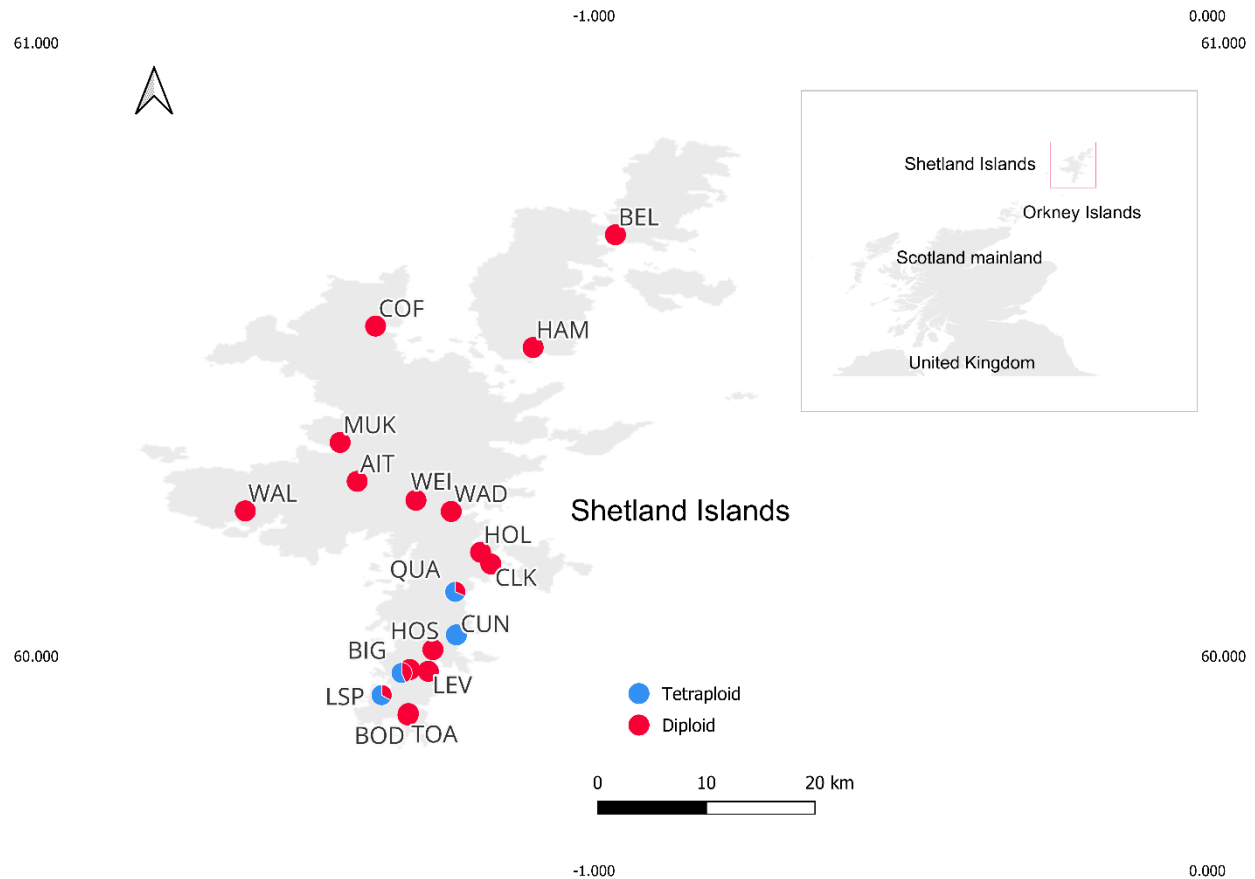 -1.000
0.000
61.000
61.000
Shetland Islands
Orkney Islands
Scotland mainland
United Kingdom
BEL
COF
HAM
MUK
AIT
WEI
WAD
WAL
Shetland Islands
HOL
QUA
CLK
CUN
HOS
BIG
60.000
60.000
LEV
LSP
Tetraploid
Diploid
BOD
TOA
0
10
20 km
-1.000
0.000